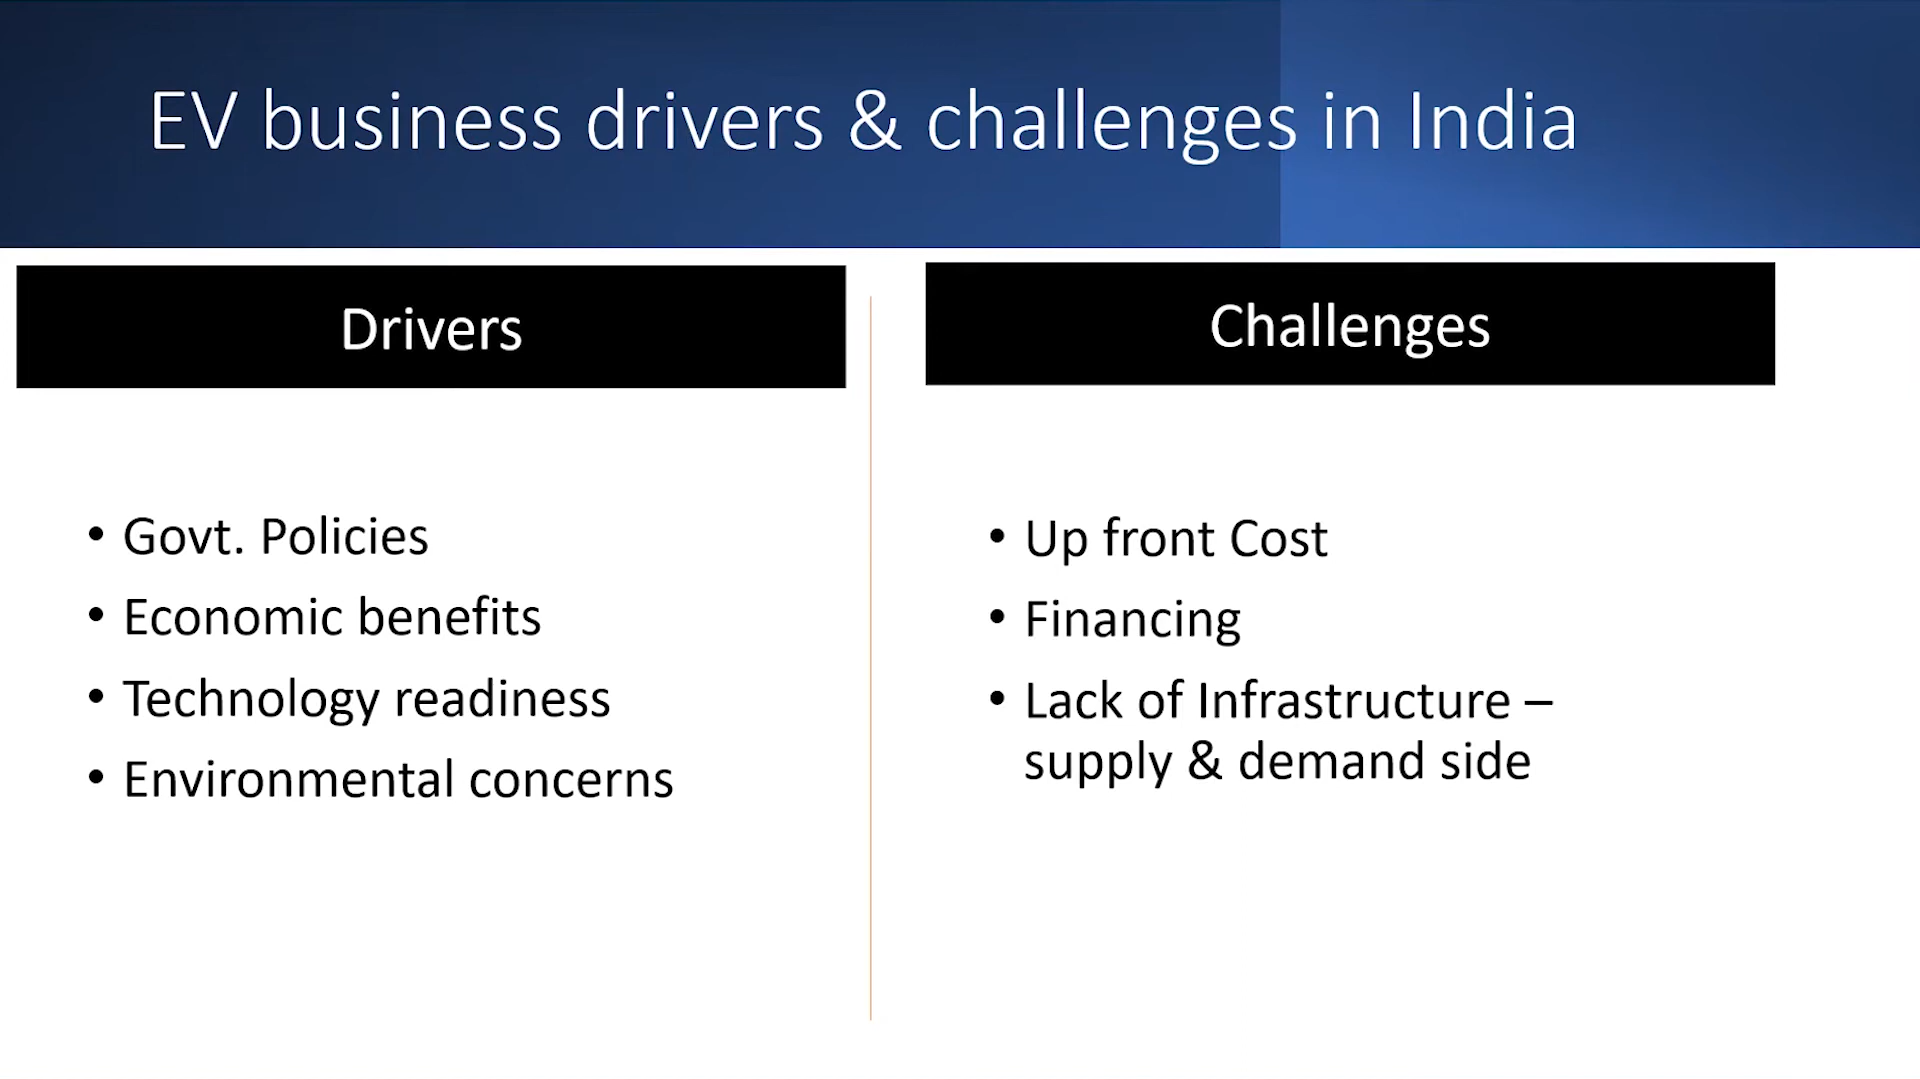 EV business drivers & challenges in India
Drivers
• Govt. Policies
• Economic benefits
• Technology readiness
• Environmental concerns
Challenges
• Up front Cost
• Financing
• Lack of Infrastructure –
supply & demand side